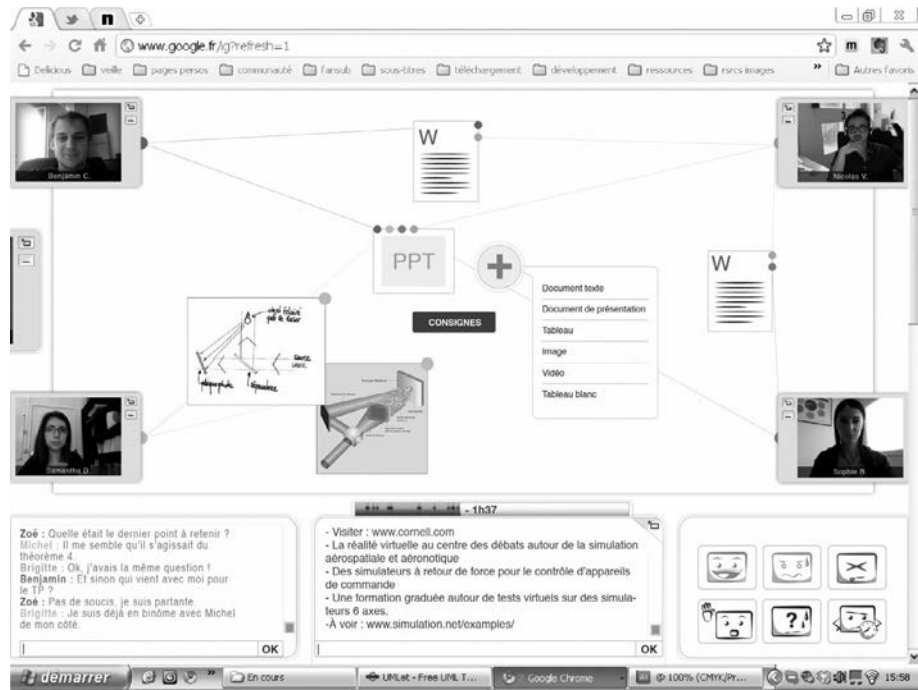 www.google.fr/ig?refresh=1
Delicious veille pages persos communauté fansub sous-titres téléchargement développement ressources rsrcs images » Autres favoris
Benjamin C.
W
Nicolas V.
PPT
W
Document texte
Document de présentation
Tableau
Image
Vidéo
Tableau blanc
CONSIGNES
Samantha D.
Sophie R.
- 1h37
Zoé : Quelle était le dernier point à retenir ?
Michel : Il me semble qu'il s'agissait du
théorème 4.
Brigitte : Ok, j'avais la même question !
Benjamin : Et sinon qui vient avec moi pour
le TP ?
Zoé : Pas de soucis, je suis partante.
Brigitte : Je suis déjà en binôme avec Michel
de mon côté.
OK
- Visiter : www.cornell.com
- La réalité virtuelle au centre des débats autour de la simulation
aérospatiale et aéronotique
- Des simulateurs à retour de force pour le contrôle d'appareils
de commande
- Une formation graduée autour de tests virtuels sur des simula-
teurs 6 axes.
-À voir : www.simulation.net/examples/
OK
?
démarrer » En cours UMLet - Free UML T... Google Chrome @ 100% (CMJK/Pr... 15:58